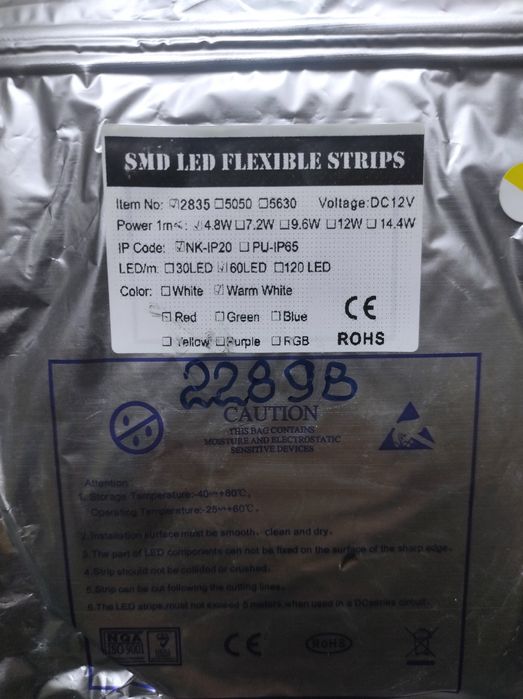 SMD LED FLEXIBLE STRIPS
Item No: ☑2835 ☐5050 ☐5630 Voltage:DC12V
Power 1m<: ☑4.8W ☐7.2W ☐9.6W ☐12W ☐14.4W
IP Code: ☑NK-IP20 ☐PU-IP65
LED/m: ☐30LED ☑60LED ☐120 LED
Color: ☐White ☑Warm White
☐Red ☐Green ☐Blue
☐Yellow ☐Purple ☐RGB
CE
ROHS
2289B
CAUTION
THIS BAG CONTAINS
MOISTURE AND ELECTROSTATIC
SENSITIVE DEVICES
Attention:
1. Storage Temperature:-40~+80℃,
Operating Temperature:-25~+60℃,
2.Installation surface must be smooth, clean and dry.
3.The part of LED components can not be fixed on the surface of the sharp edge.
4.Strip should not be collided or crushed.
5.Strip can be cut following the cutting lines.
6.The LED strips must not exceed 5 meters when used in a DCseries circuit.
NQA
ISO 9001
CE
RoHS